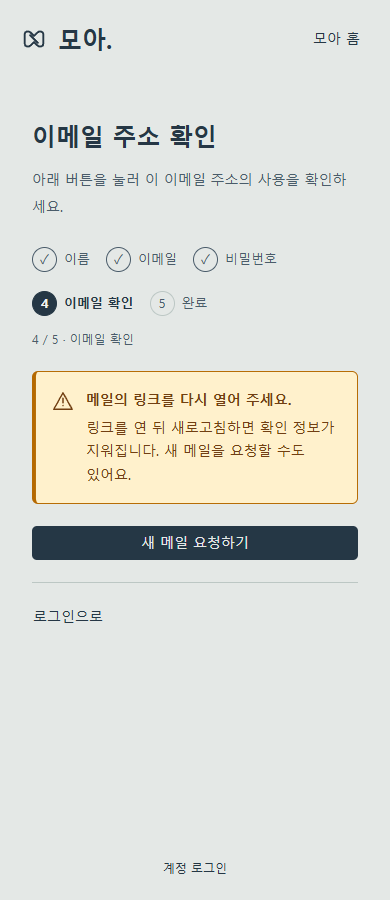 모아.
모아 홈
이메일 주소 확인
아래 버튼을 눌러 이 이메일 주소의 사용을 확인하
세요.
이름
이메일
비밀번호
4 이메일 확인
5 완료
4 / 5 · 이메일 확인
메일의 링크를 다시 열어 주세요.
링크를 연 뒤 새로고침하면 확인 정보가
지워집니다. 새 메일을 요청할 수도
있어요.
새 메일 요청하기
로그인으로
계정 로그인